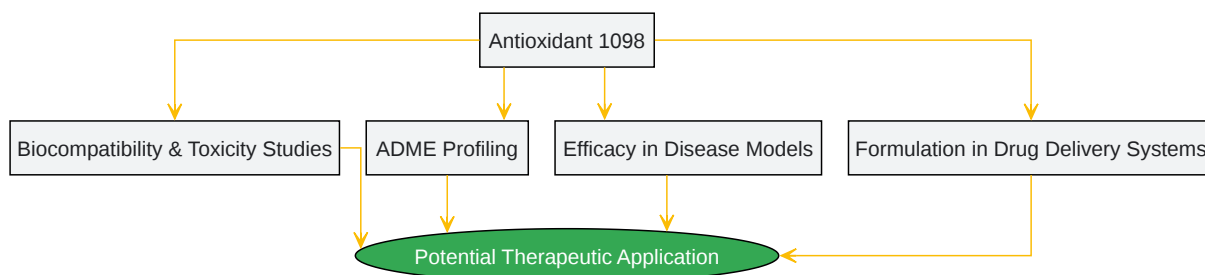 Antioxidant 1098
Biocompatibility & Toxicity Studies
ADME Profiling
Efficacy in Disease Models
Formulation in Drug Delivery Systems
Potential Therapeutic Application